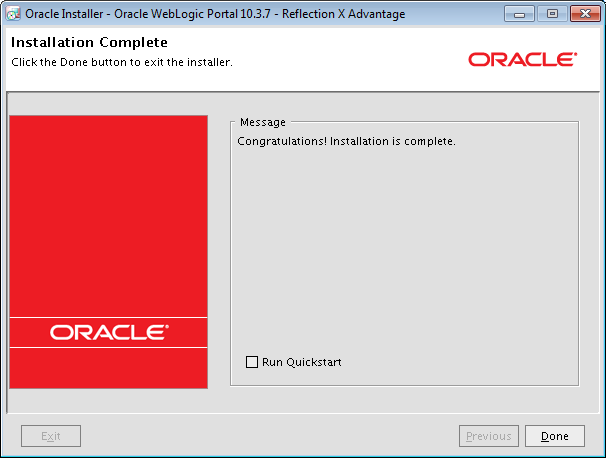 Oracle Installer - Oracle WebLogic Portal 10.3.7 - Reflection X Advantage
Installation Complete
Click the Done button to exit the installer.
ORACLE®
Message
Congratulations! Installation is complete.
ORACLE®
Run Quickstart
Exit
Previous
Done